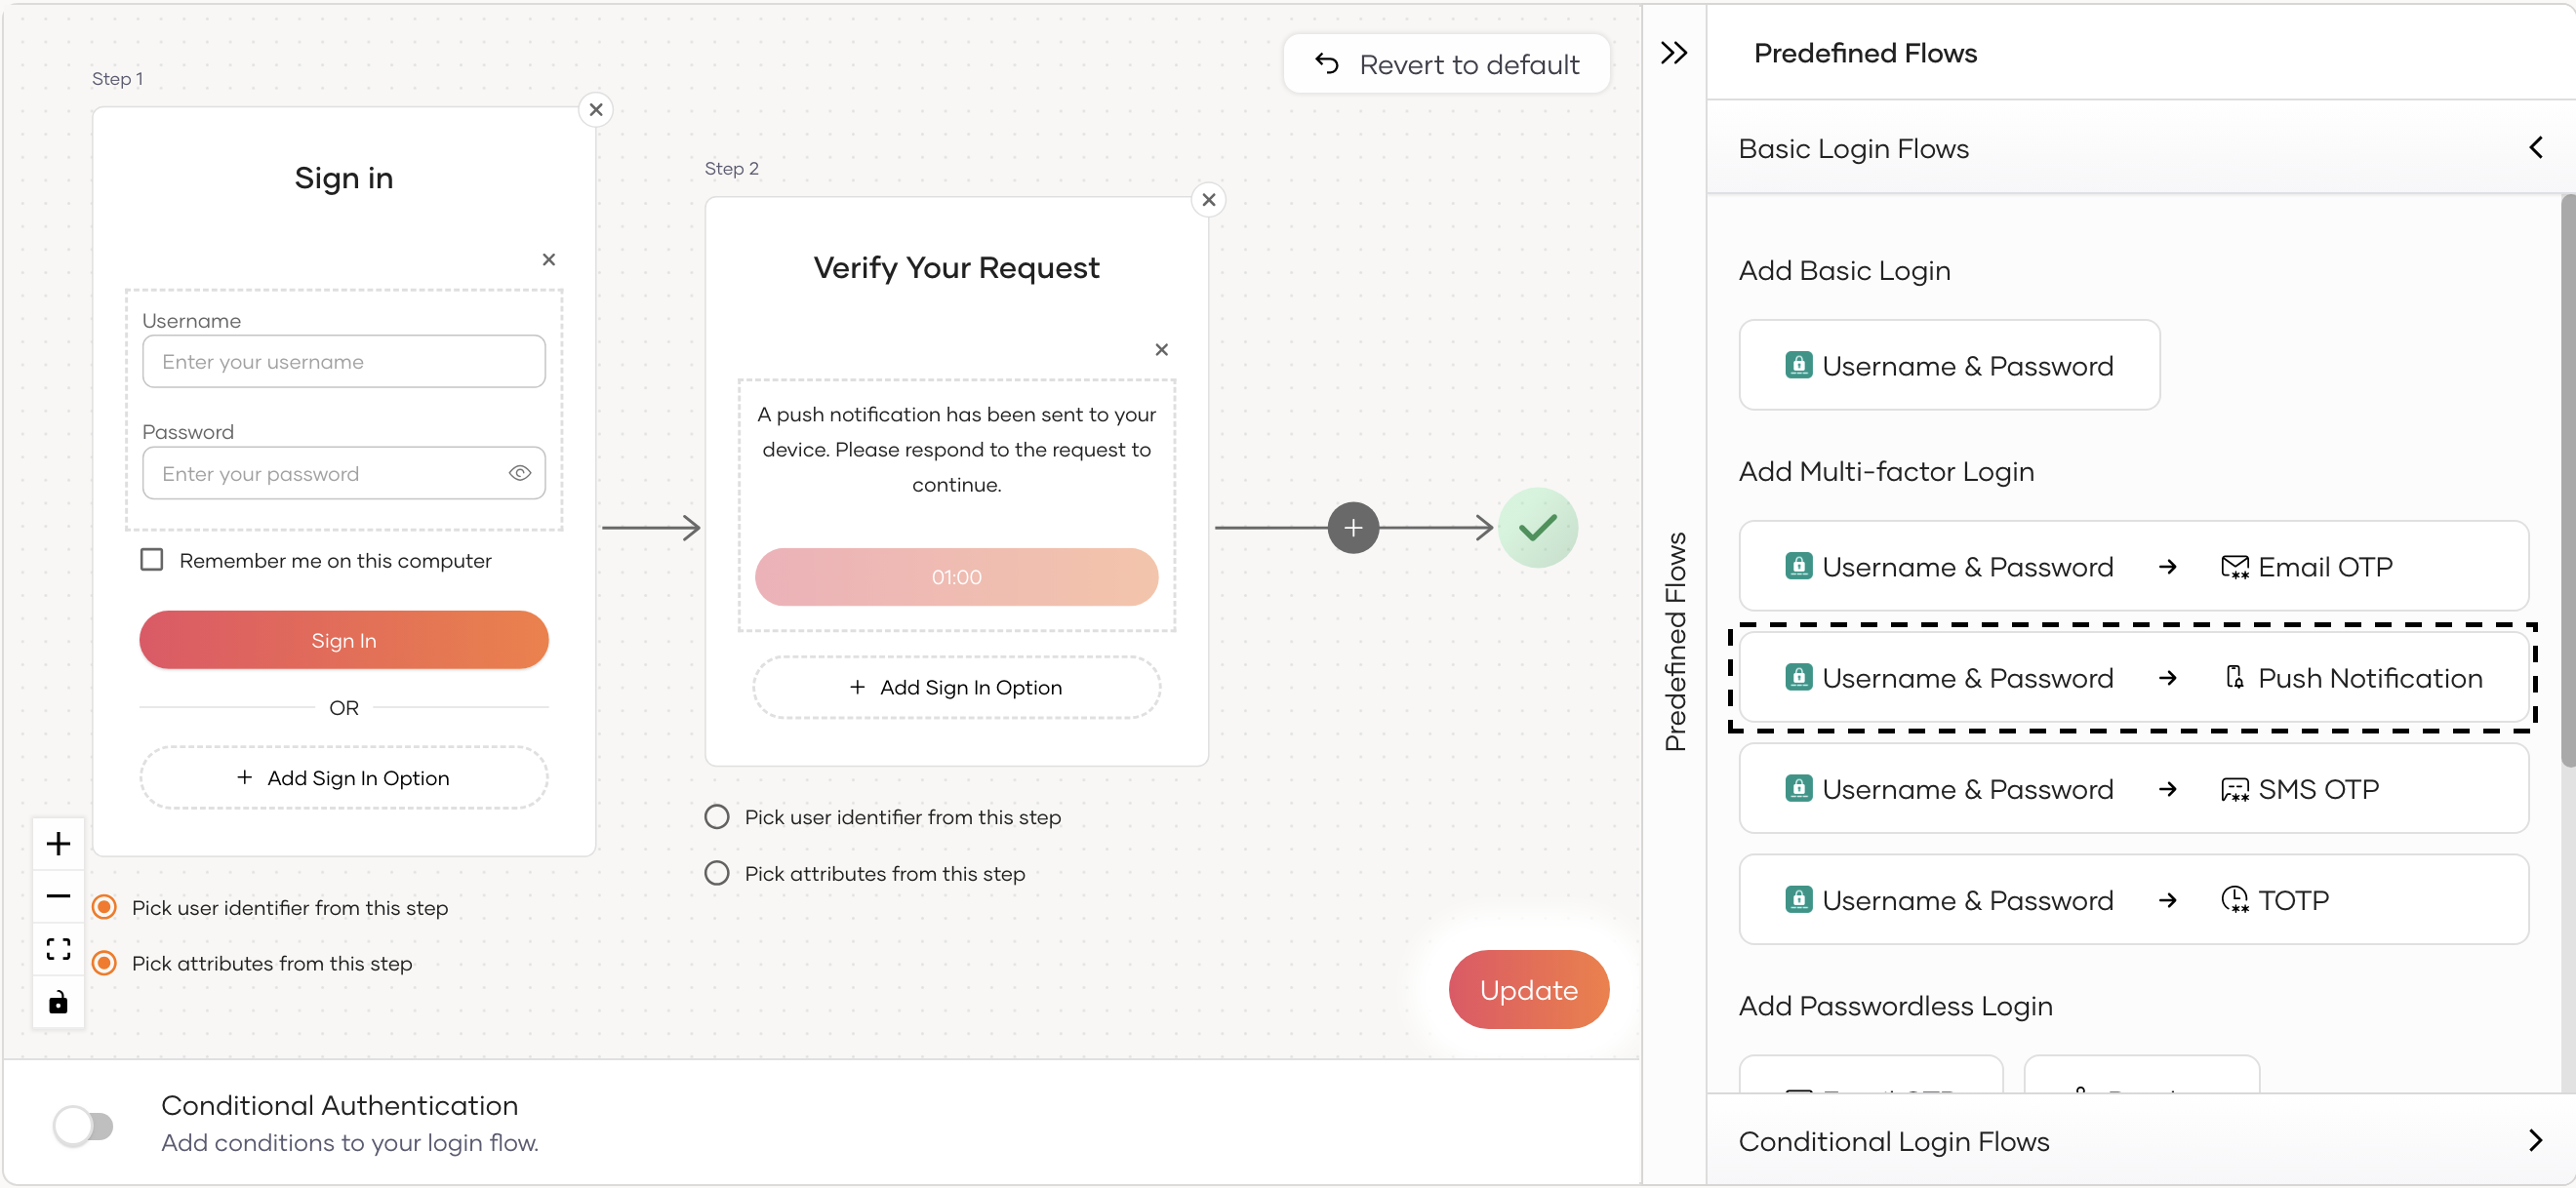 Step 1
Sign in
Username
Enter your username
Password
Enter your password
Remember me on this computer
Sign In
OR
+ Add Sign In Option
Pick user identifier from this step
Pick attributes from this step
Step 2
Verify Your Request
A push notification has been sent to your
device. Please respond to the request to
continue.
01:00
+ Add Sign In Option
Pick user identifier from this step
Pick attributes from this step
Revert to default
Update
Conditional Authentication
Add conditions to your login flow.
Predefined Flows
Predefined Flows
Basic Login Flows
Add Basic Login
Username & Password
Add Multi-factor Login
Username & Password → Email OTP
Username & Password → Push Notification
Username & Password → SMS OTP
Username & Password → TOTP
Add Passwordless Login
Conditional Login Flows